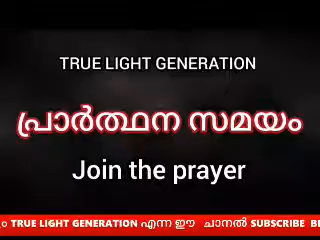 TRUE LIGHT GENERATION
പ്രാർത്ഥന സമയം
Join the prayer
TRUE LIGHT GENERATION എന്ന ഈ ചാനൽ SUBSCRIBE